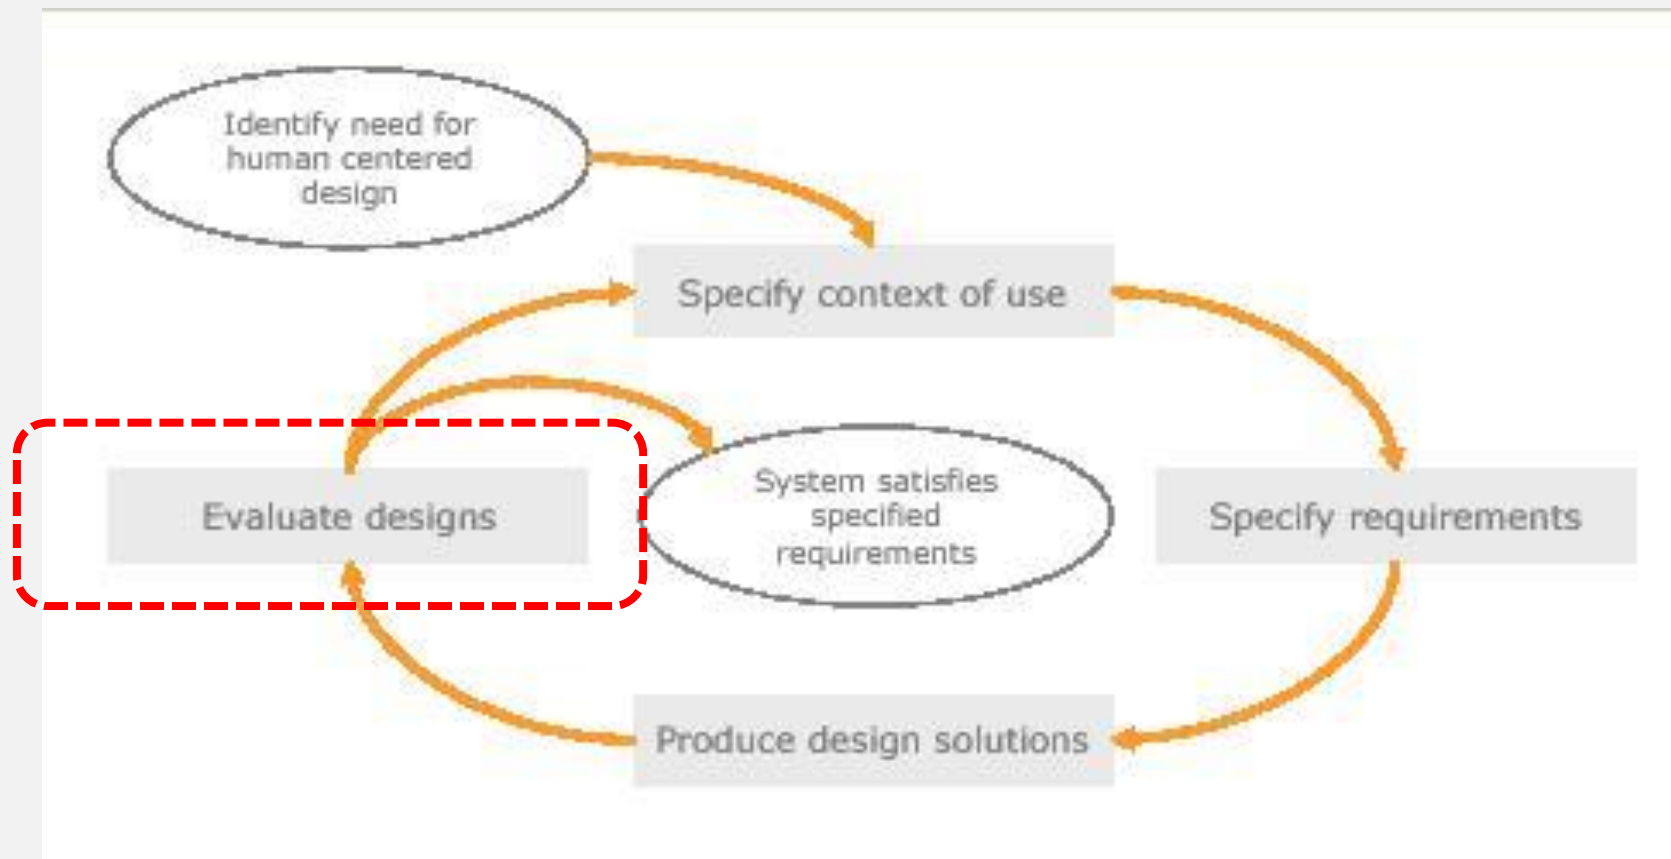 Identify need for
human centered
design
Specify context of use
Evaluate designs
System satisfies
specified
requirements
Specify requirements
Produce design solutions